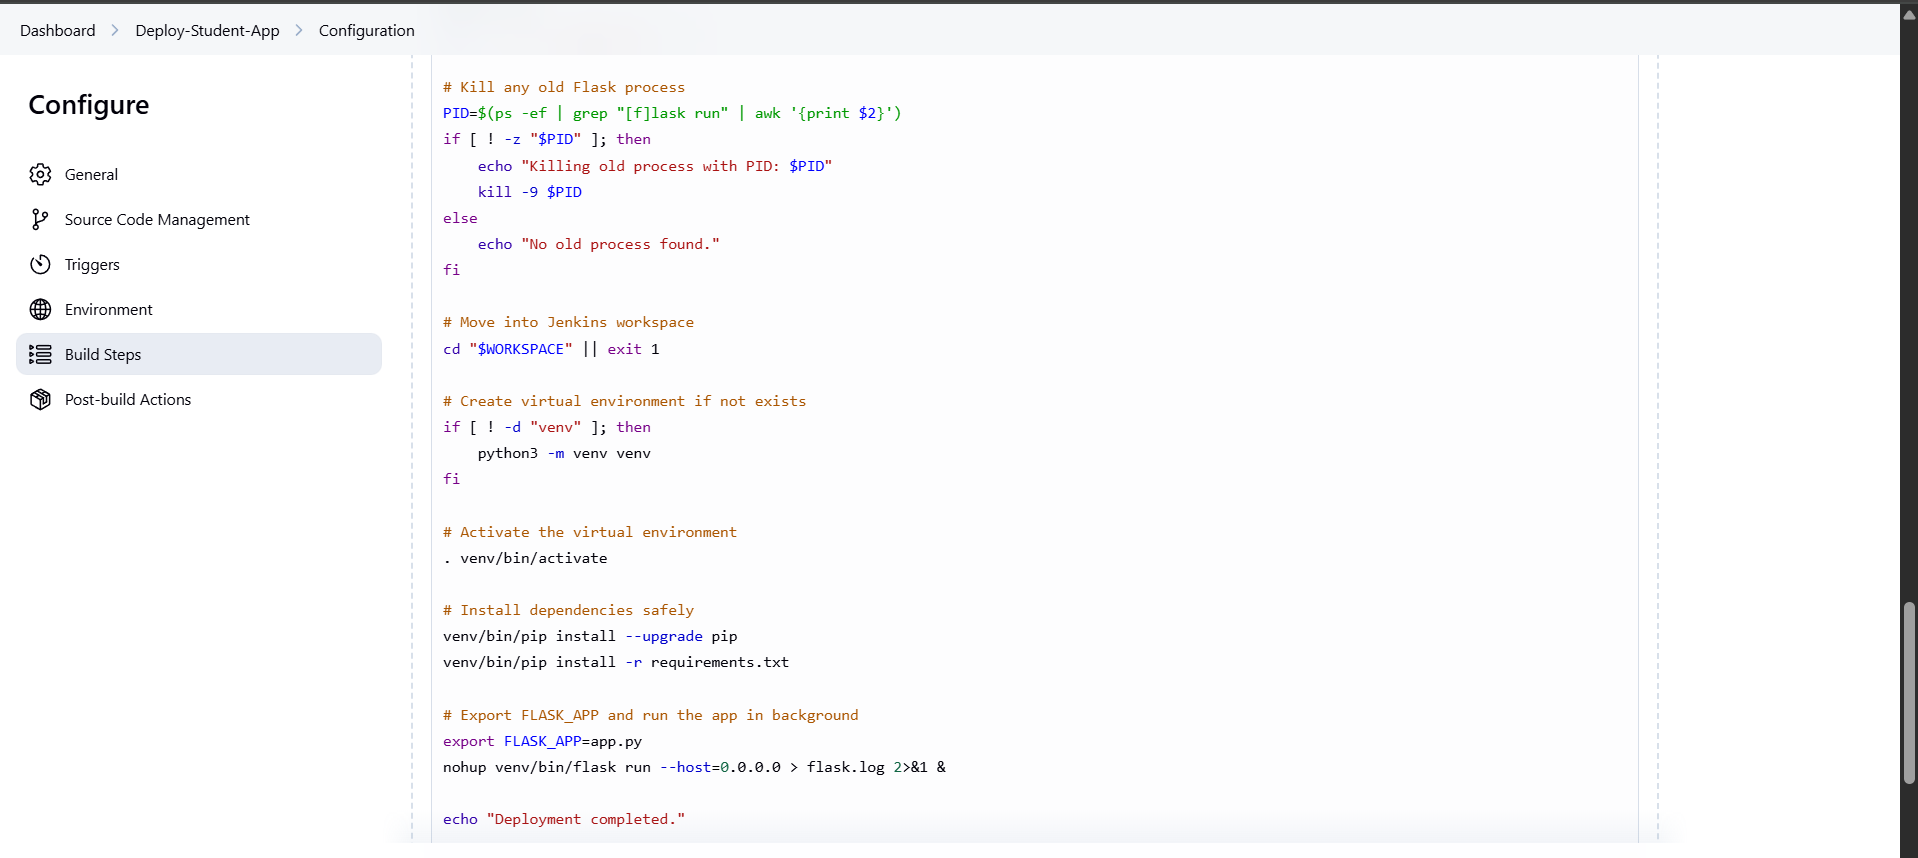 Dashboard > Deploy-Student-App > Configuration
Configure
General
Source Code Management
Triggers
Environment
Build Steps
Post-build Actions
# Kill any old Flask process
PID=$(ps -ef | grep "[f]lask run" | awk '{print $2}')
if [ ! -z "$PID" ]; then
    echo "Killing old process with PID: $PID"
    kill -9 $PID
else
    echo "No old process found."
fi

# Move into Jenkins workspace
cd "$WORKSPACE" || exit 1

# Create virtual environment if not exists
if [ ! -d "venv" ]; then
    python3 -m venv venv
fi

# Activate the virtual environment
. venv/bin/activate

# Install dependencies safely
venv/bin/pip install --upgrade pip
venv/bin/pip install -r requirements.txt

# Export FLASK_APP and run the app in background
export FLASK_APP=app.py
nohup venv/bin/flask run --host=0.0.0.0 > flask.log 2>&1 &

echo "Deployment completed."